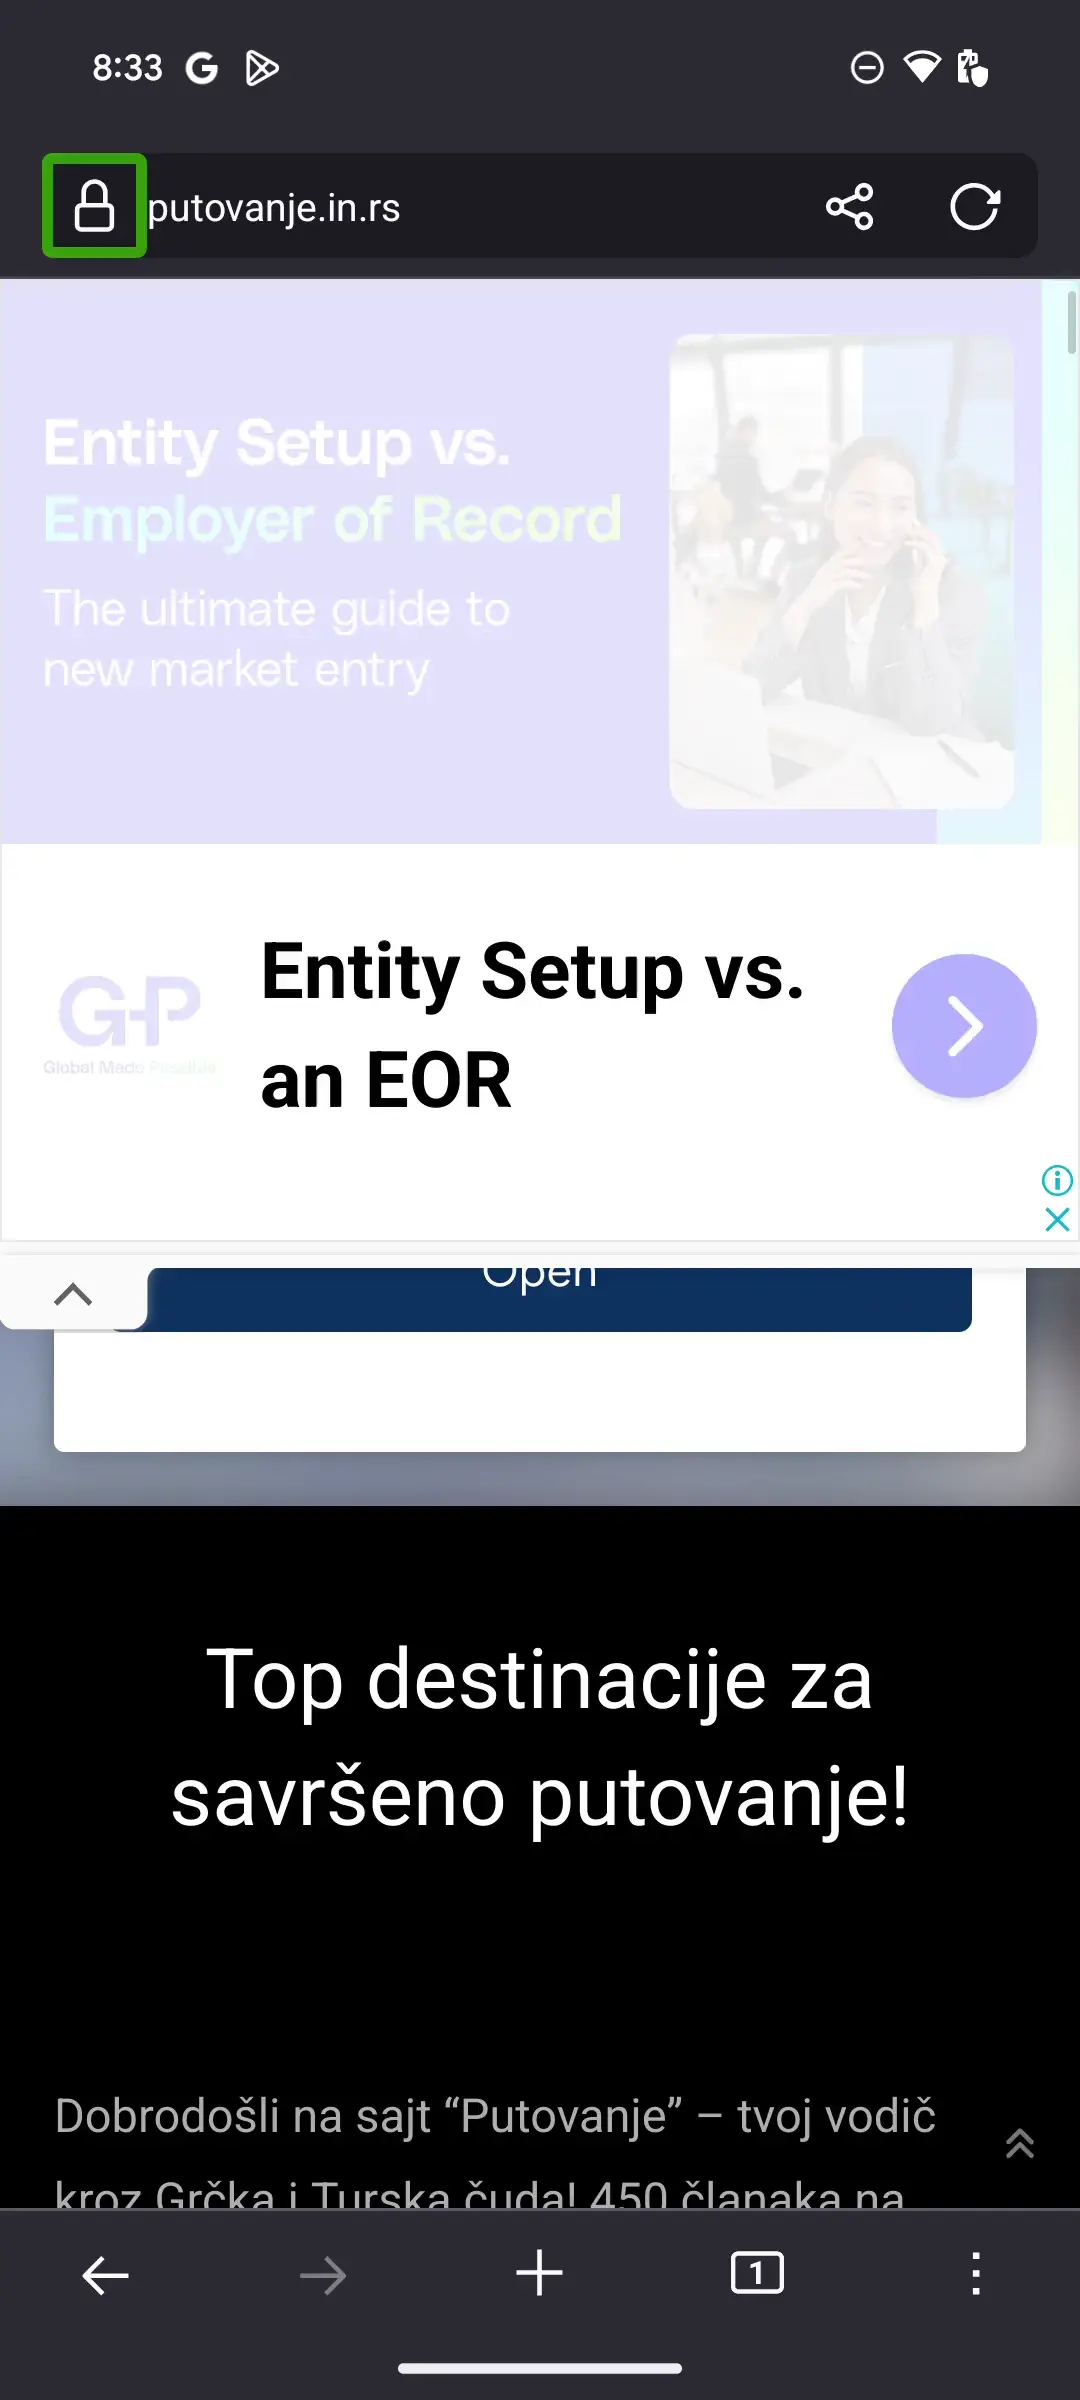 8:33
putovanje.in.rs
Entity Setup vs.
Employer of Record
The ultimate guide to
new market entry
G-P
Global Made Possible
Entity Setup vs.
an EOR
Open
Top destinacije za
savršeno putovanje!
Dobrodošli na sajt “Putovanje” – tvoj vodič
kroz Grčka i Turska čuda! 450 članaka na
1